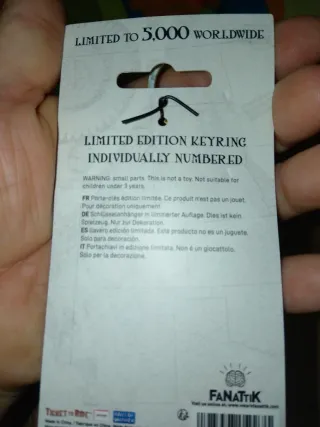 LIMITED TO 5,000 WORLDWIDE
LIMITED EDITION KEYRING
INDIVIDUALLY NUMBERED
WARNING: small parts. This is not a toy. Not suitable for
children under 3 years.
FR Porte-clés édition limitée. Ce produit n'est pas un jouet.
Pour décoration uniquement.
DE Schlüsselanhänger in limitierter Auflage. Dies ist kein
Spielzeug. Nur zur Dekoration.
ES llavero edición limitada. Este producto no es un juguete.
Solo para decoración.
IT Portachiavi in edizione limitata. Non è un giocattolo.
Solo per la decorazione.
FANATTIK
TICKET TO RIDE